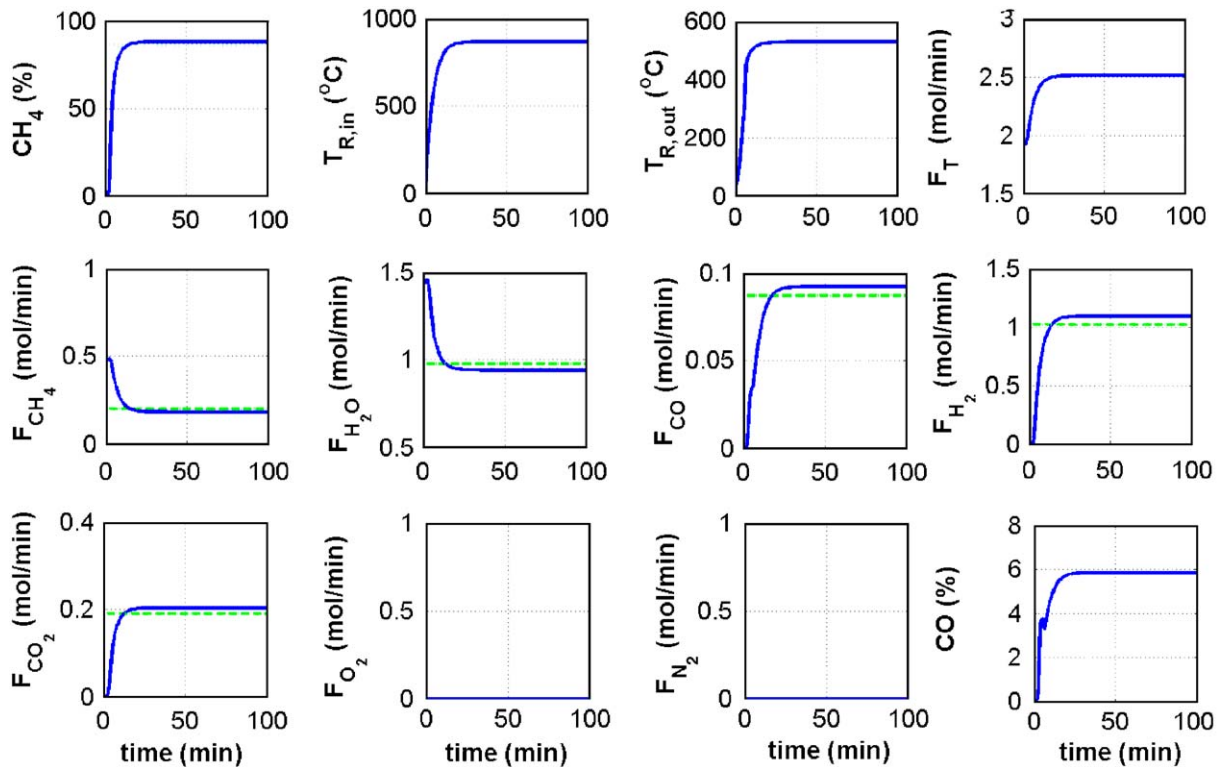 CH4 (%)
100
50
0
0 50 100
TR,in (oC)
1000
500
0
0 50 100
TR,out (oC)
600
400
200
0
0 50 100
FT (mol/min)
3
2.5
2
1.5
0 50 100
FCH4 (mol/min)
1
0.5
0
0 50 100
FH2O (mol/min)
1.5
1
0.5
0 50 100
FCO (mol/min)
0.1
0.05
0
0 50 100
FH2 (mol/min)
1.5
1
0.5
0
0 50 100
FCO2 (mol/min)
0.4
0.2
0
0 50 100
time (min)
FO2 (mol/min)
1
0.5
0
0 50 100
time (min)
FN2 (mol/min)
1
0.5
0
0 50 100
time (min)
CO (%)
8
6
4
2
0
0 50 100
time (min)